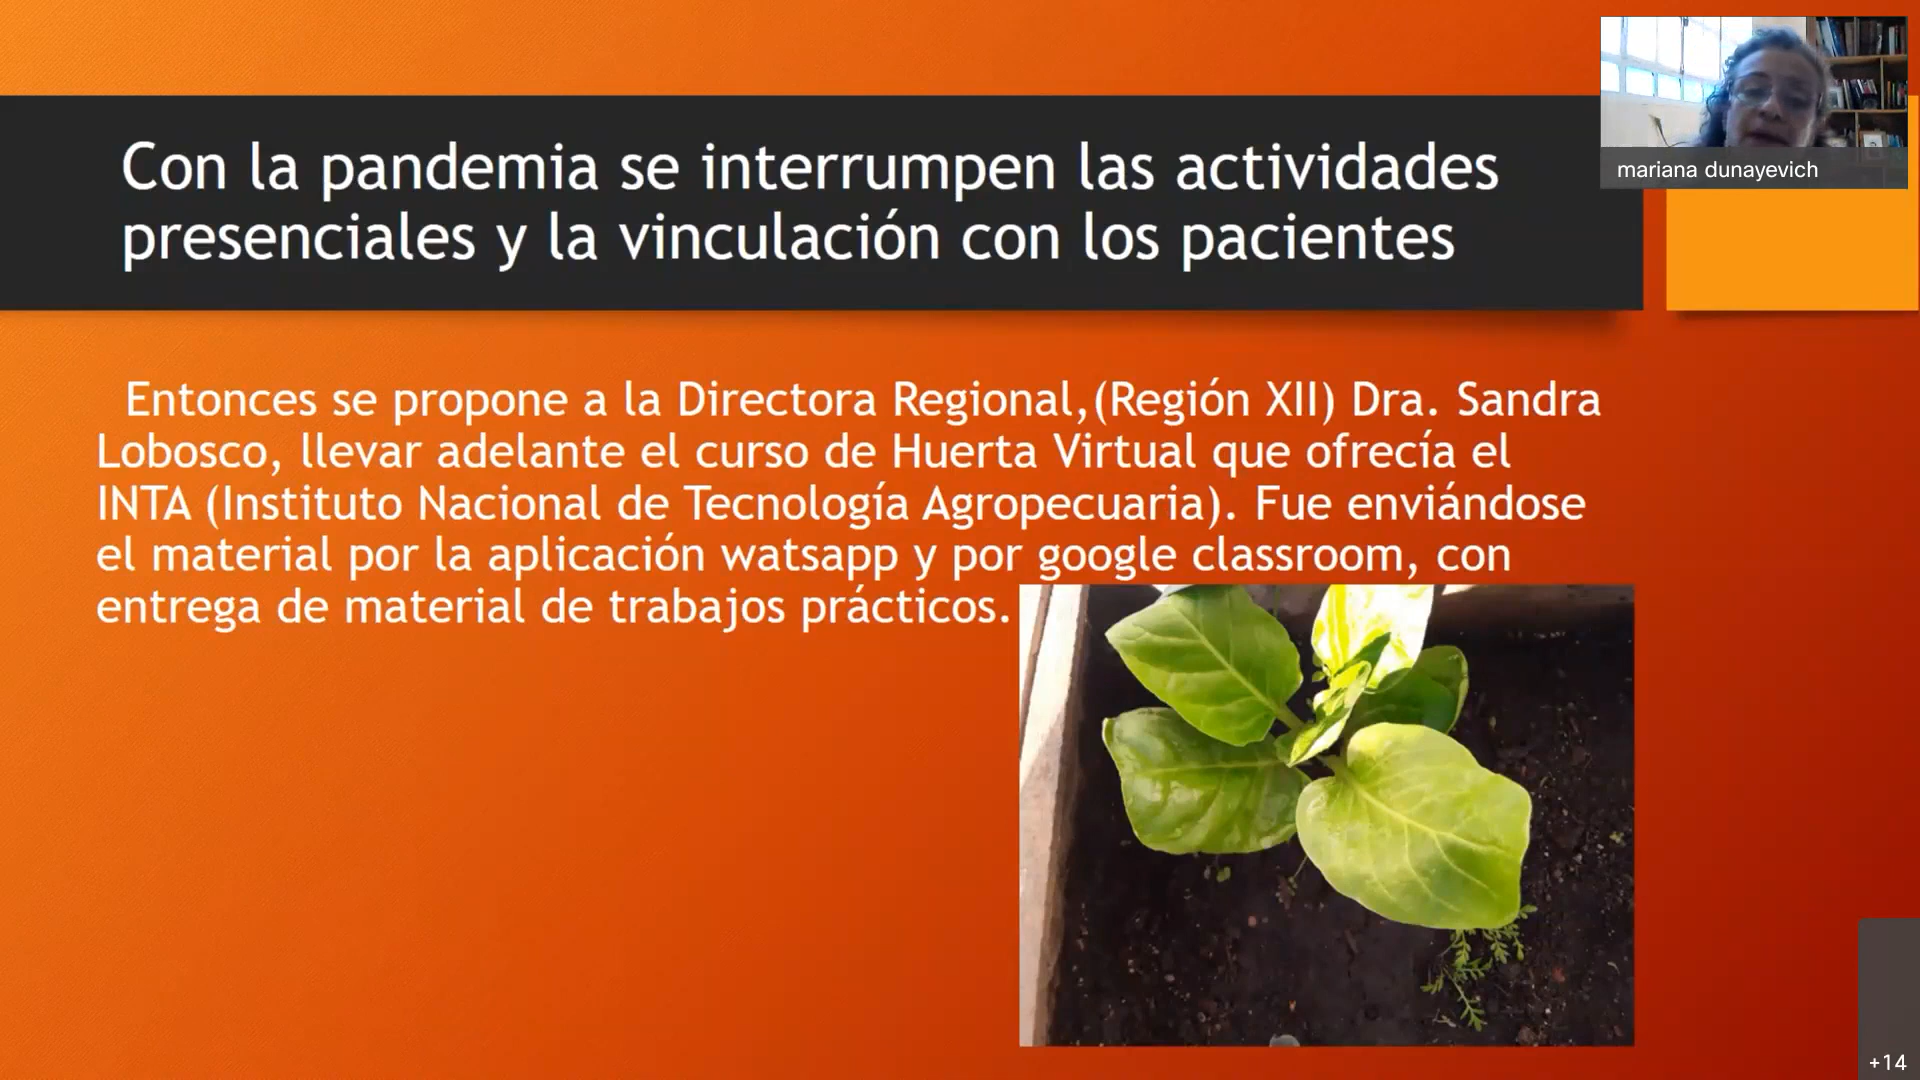 Con la pandemia se interrumpen las actividades
presenciales y la vinculación con los pacientes
mariana dunayevich
Entonces se propone a la Directora Regional,(Región XII) Dra. Sandra
Lobosco, llevar adelante el curso de Huerta Virtual que ofrecía el
INTA (Instituto Nacional de Tecnología Agropecuaria). Fue enviándose
el material por la aplicación watsapp y por google classroom, con
entrega de material de trabajos prácticos.
+14